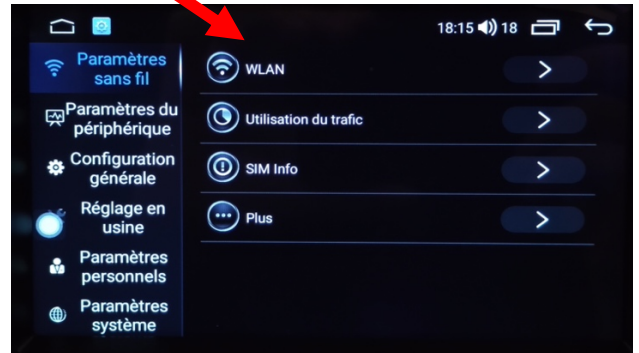 18:15 18
Paramètres
sans fil
Paramètres du
périphérique
Configuration
générale
Réglage en
usine
Paramètres
personnels
Paramètres
système
WLAN
Utilisation du trafic
SIM Info
Plus